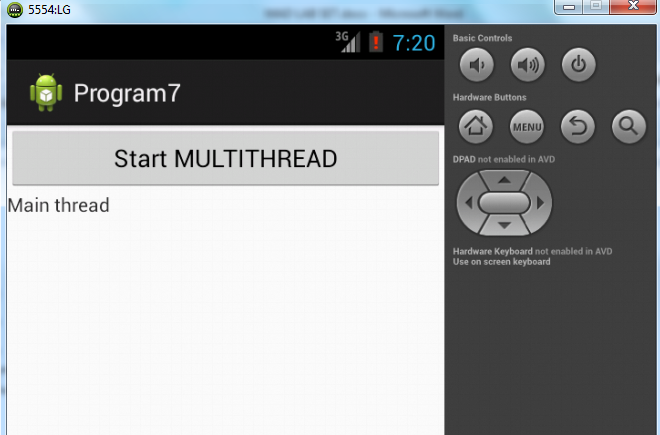 5554:LG
3G 7:20
Program7
Start MULTITHREAD
Main thread
Basic Controls
Hardware Buttons
MENU
DPAD not enabled in AVD
Hardware Keyboard not enabled in AVD
Use on screen keyboard